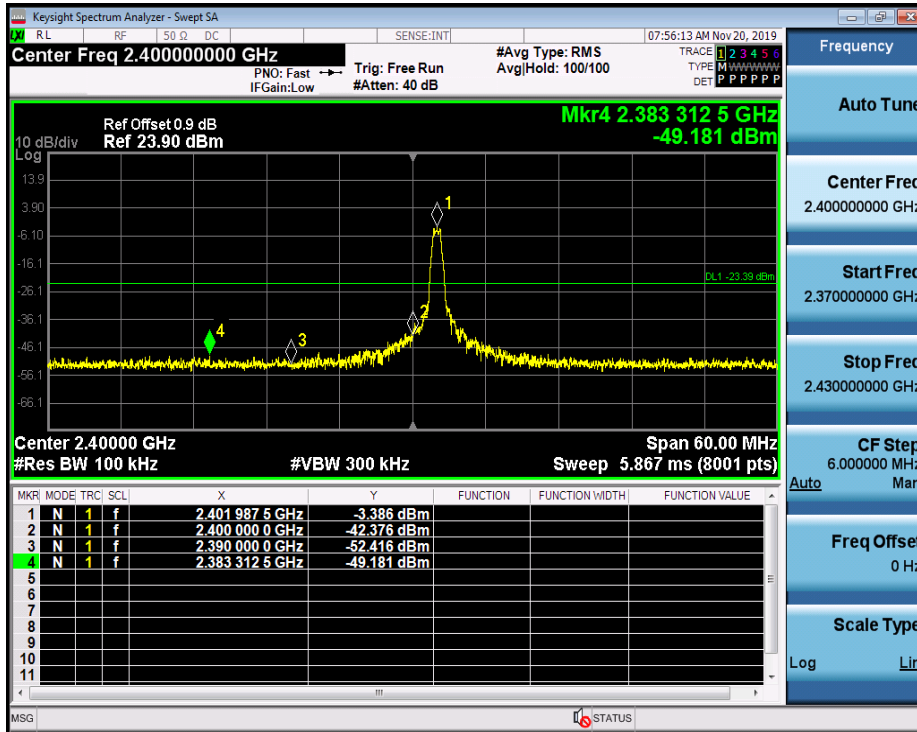 Keysight Spectrum Analyzer - Swept SA
LXI RL RF 50 Ω DC SENSE:INT 07:56:13 AM Nov 20, 2019
Center Freq 2.400000000 GHz
PNO: Fast
IFGain:Low
Trig: Free Run
#Atten: 40 dB
#Avg Type: RMS
Avg|Hold: 100/100
TRACE 1 2 3 4 5 6
TYPE M W W W W W
DET P P P P P P
Mkr4 2.383 312 5 GHz
-49.181 dBm
Ref Offset 0.9 dB
10 dB/div Ref 23.90 dBm
Log
13.9
3.90
-6.10
-16.1
-26.1
-36.1
-46.1
-56.1
-66.1
1
2
3
4
DL1 -23.39 dBm
Center 2.40000 GHz Span 60.00 MHz
#Res BW 100 kHz #VBW 300 kHz Sweep 5.867 ms (8001 pts)
MKR MODE TRC SCL X Y FUNCTION FUNCTION WIDTH FUNCTION VALUE
1 N 1 f 2.401 987 5 GHz -3.386 dBm
2 N 1 f 2.400 000 0 GHz -42.376 dBm
3 N 1 f 2.390 000 0 GHz -52.416 dBm
4 N 1 f 2.383 312 5 GHz -49.181 dBm
5
6
7
8
9
10
11
MSG STATUS
Frequency
Auto Tune
Center Freq
2.400000000 GHz
Start Freq
2.370000000 GHz
Stop Freq
2.430000000 GHz
CF Step
6.000000 MHz
Auto Man
Freq Offset
0 Hz
Scale Type
Log Lin